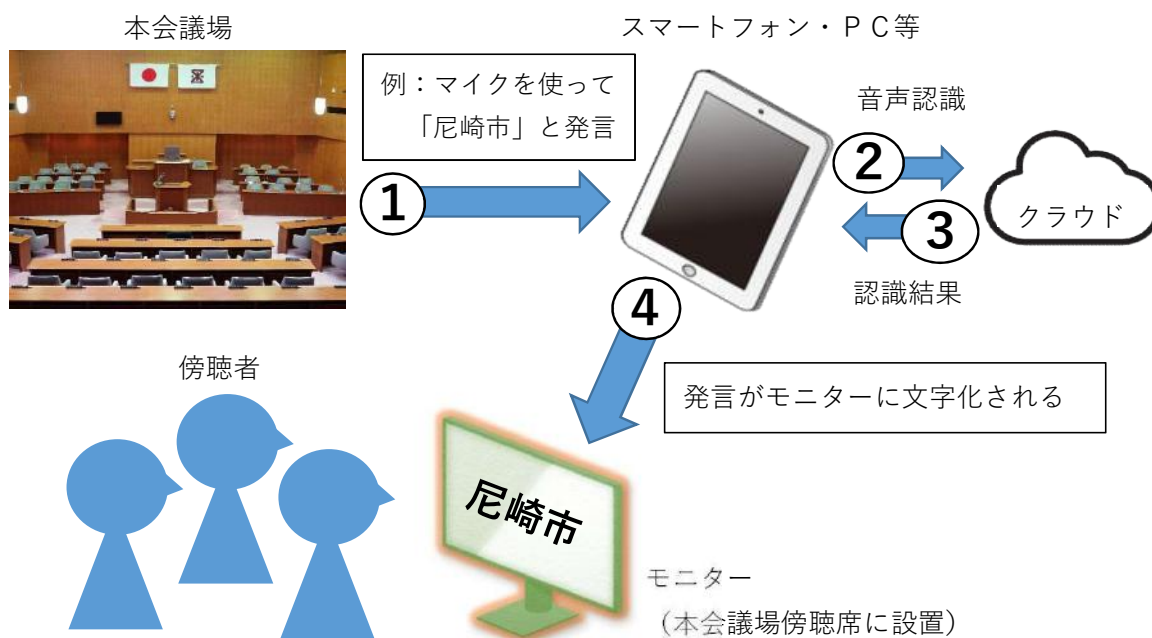 本会議場
スマートフォン・ＰＣ等
例：マイクを使って
「尼崎市」と発言
音声認識
①
②
クラウド
③
認識結果
④
傍聴者
発言がモニターに文字化される
尼崎市
モニター
（本会議場傍聴席に設置）